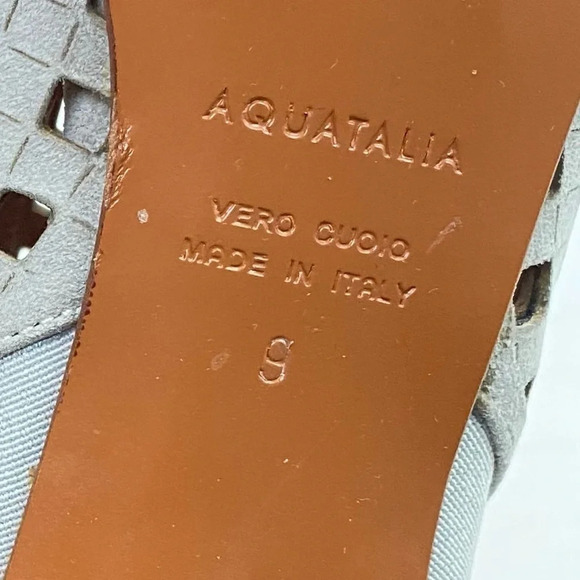 AQUATALIA
VERO CUOIO
MADE IN ITALY
9